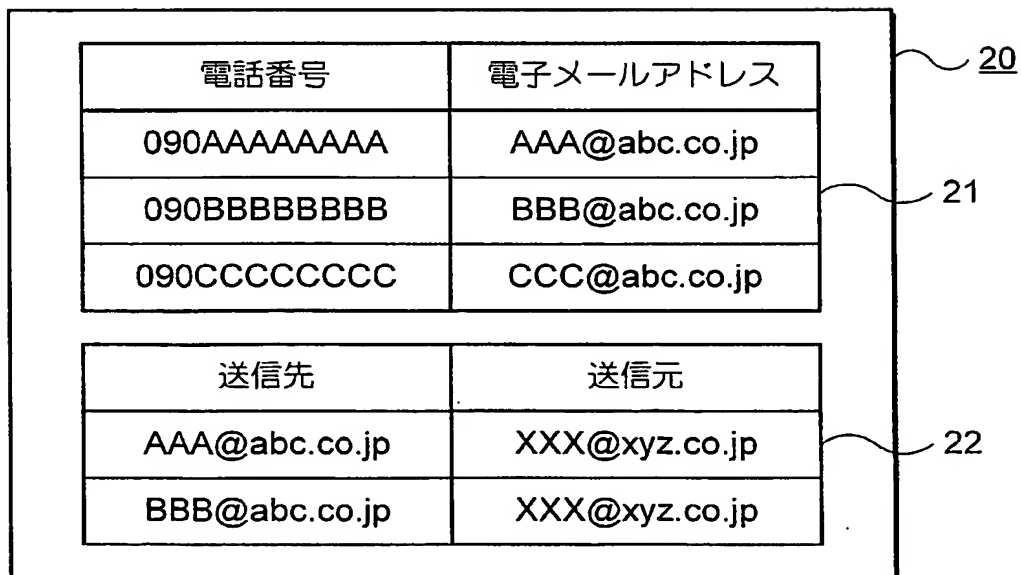 電話番号 電子メールアドレス
20
090AAAAAAAA AAA@abc.co.jp
090BBBBBBBB BBB@abc.co.jp
21
090CCCCCCCC CCC@abc.co.jp
送信先 送信元
AAA@abc.co.jp XXX@xyz.co.jp
22
BBB@abc.co.jp XXX@xyz.co.jp